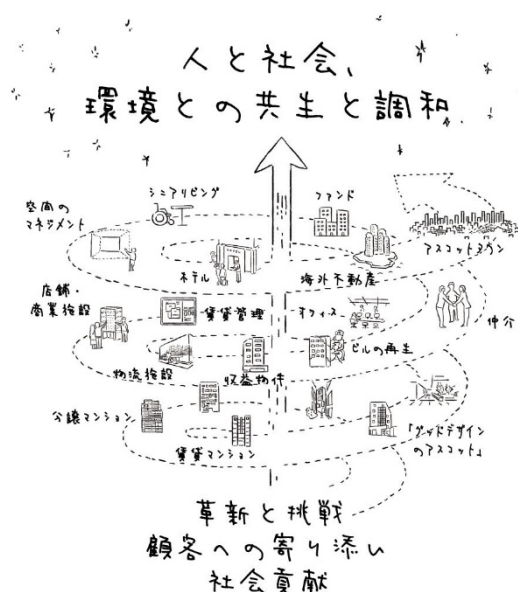 人と社会、
環境との共生と調和
シニアリビング
ファンド
空間の
マネジメント
アスコットタウン
ホテル
海外不動産
店舗・
商業施設
賃貸管理
オフィス
仲介
物流施設
収益物件
ビルの再生
分譲マンション
賃貸マンション
「グッドデザイン
のアスコット」
革新と挑戦
顧客への寄り添い
社会貢献